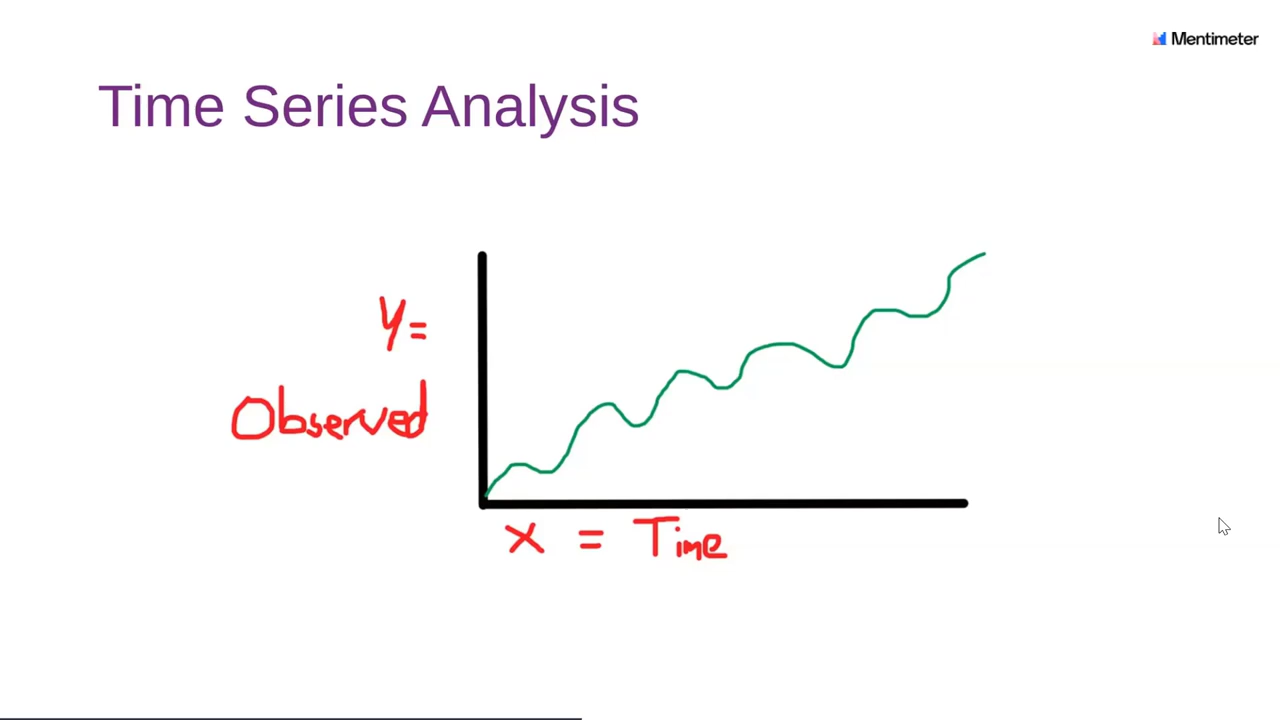 Mentimeter
Time Series Analysis
Y=
Observed
X = Time